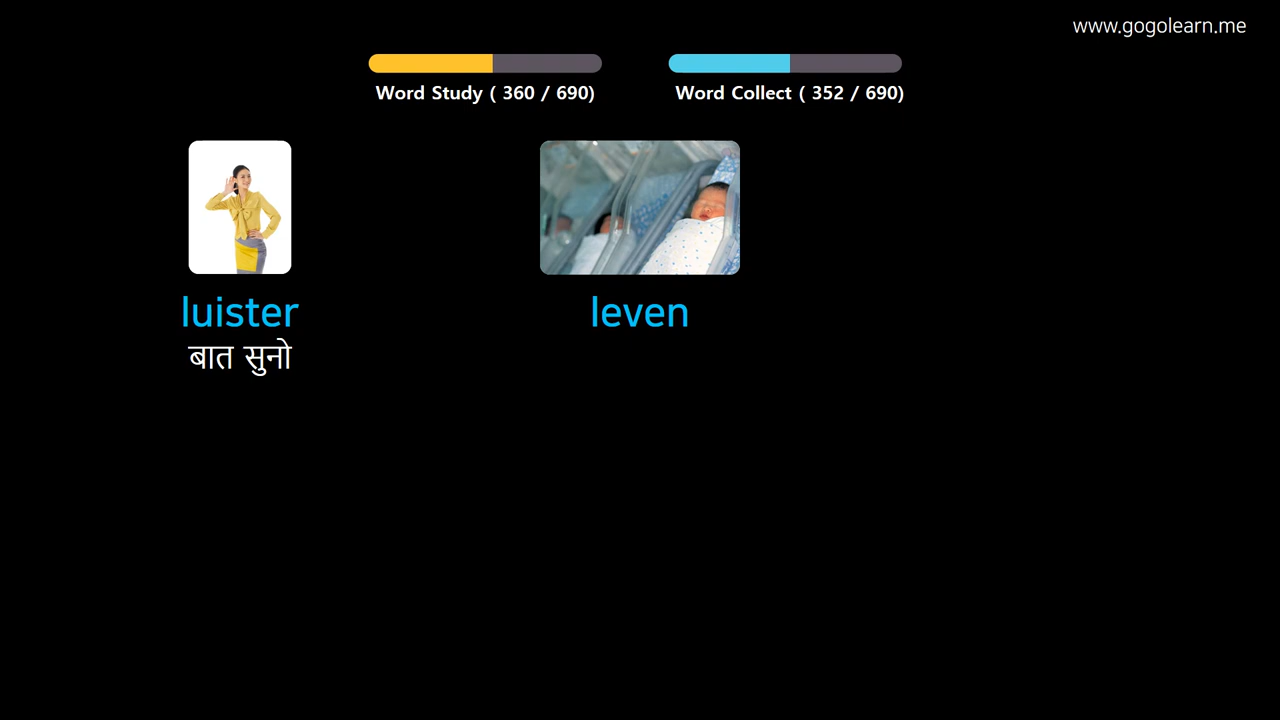 www.gogolearn.me
Word Study ( 360 / 690)
Word Collect ( 352 / 690)
luister
leven
बात सुनो